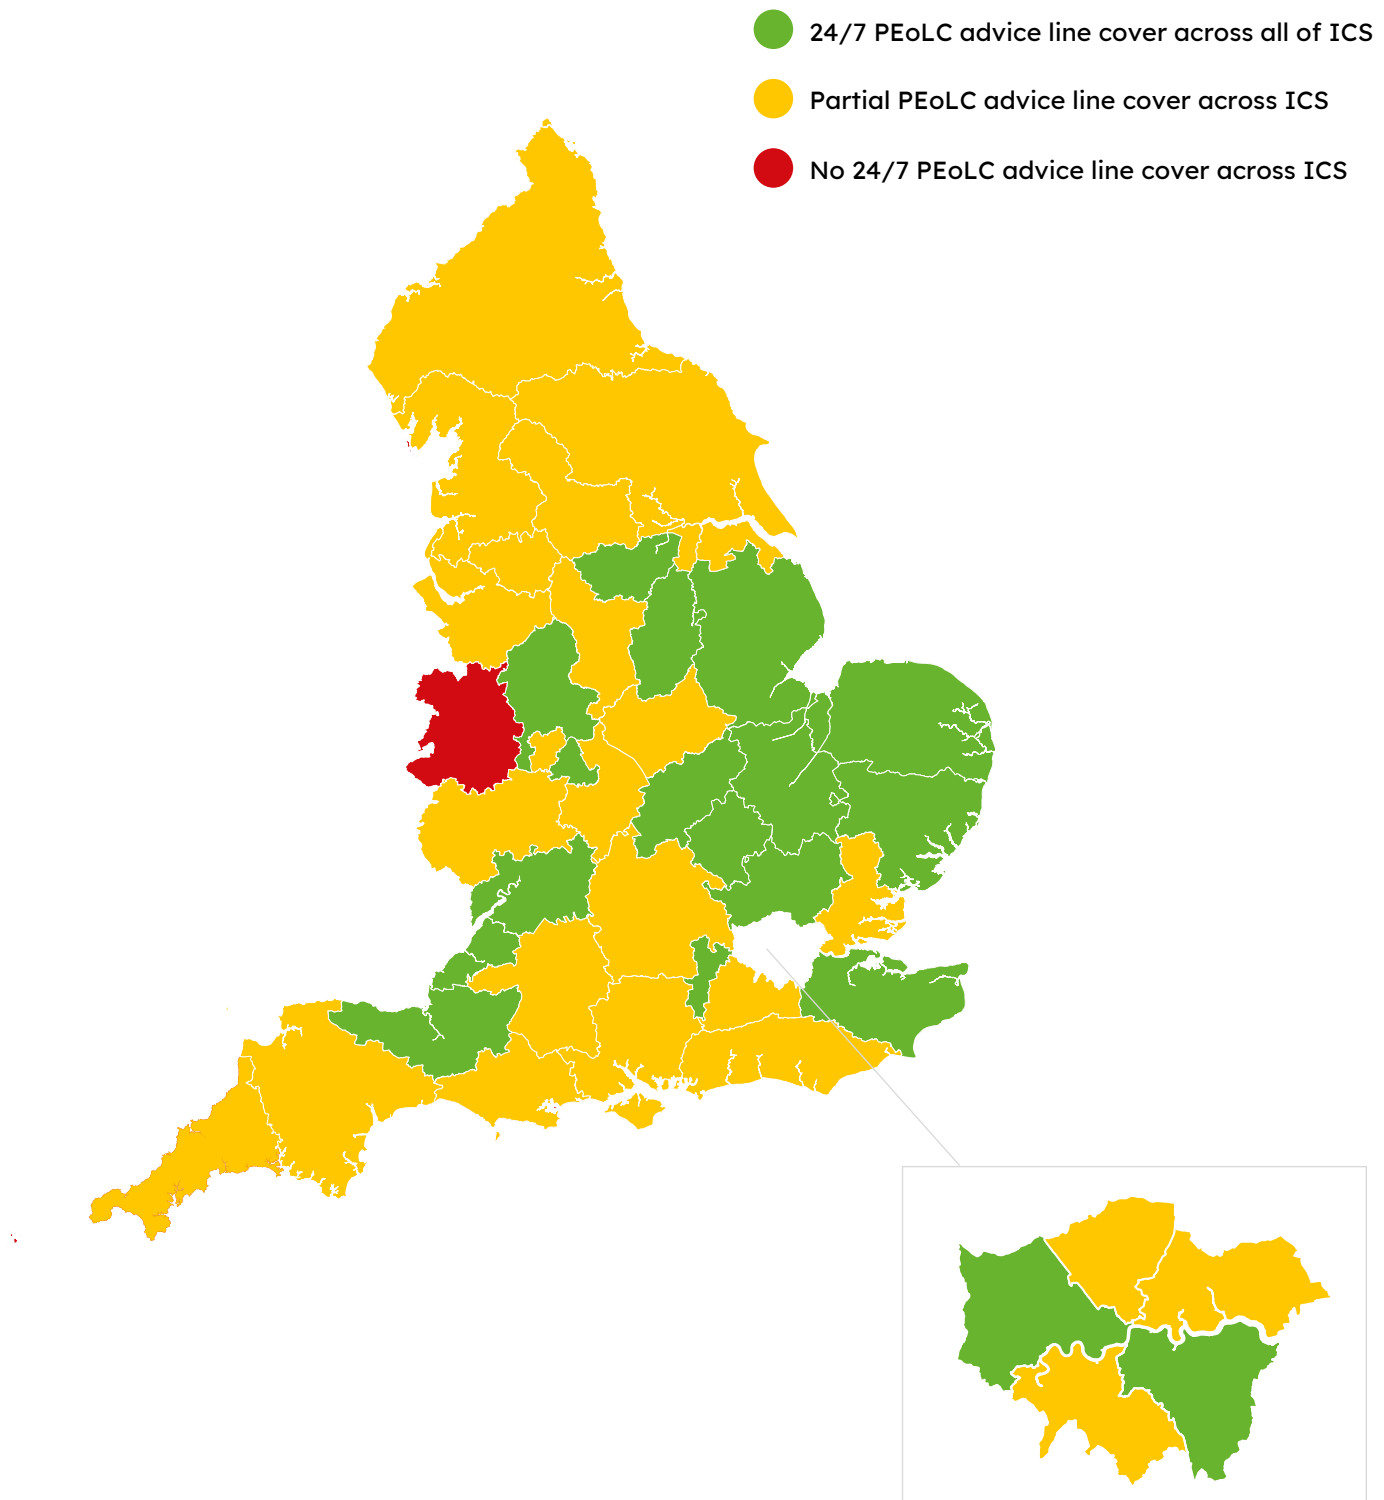 24/7 PEoLC advice line cover across all of ICS
Partial PEoLC advice line cover across ICS
No 24/7 PEoLC advice line cover across ICS